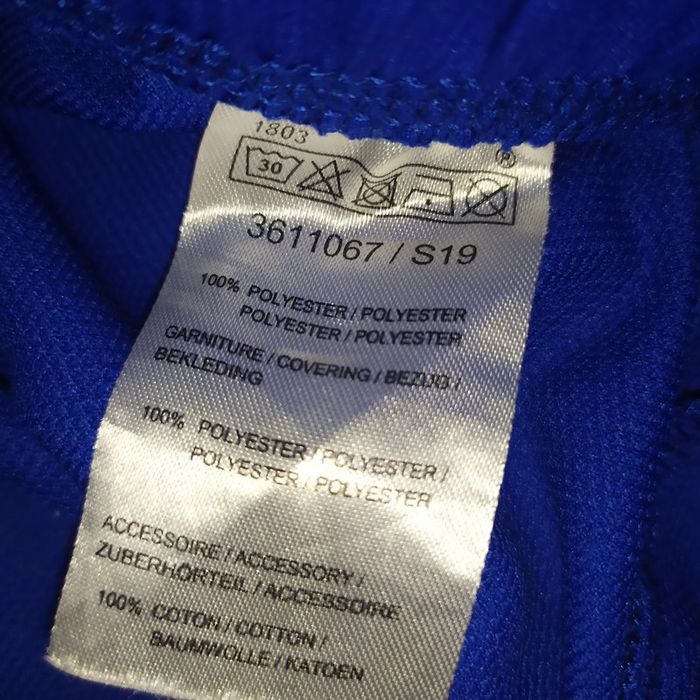 1803
®
30
3611067 / S19
100% POLYESTER / POLYESTER
POLYESTER / POLYESTER
GARNITURE / COVERING / BEZUG /
BEKLEDING
100% POLYESTER / POLYESTER /
POLYESTER / POLYESTER
ACCESSOIRE / ACCESSORY /
ZUBERHÖRTEIL / ACCESSOIRE
100% COTON / COTTON /
BAUMWOLLE / KATOEN